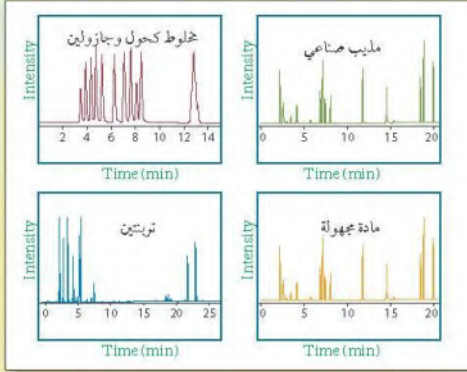 مخلوط كحول وجازولين
Intensity
2 4 6 8 10 12 14
Time (min)
مذيب صناعي
Intensity
0 5 10 15 20
Time (min)
تربنتين
Intensity
0 5 10 15 20 25
Time (min)
مادة مجهولة
Intensity
0 5 10 15 20
Time (min)